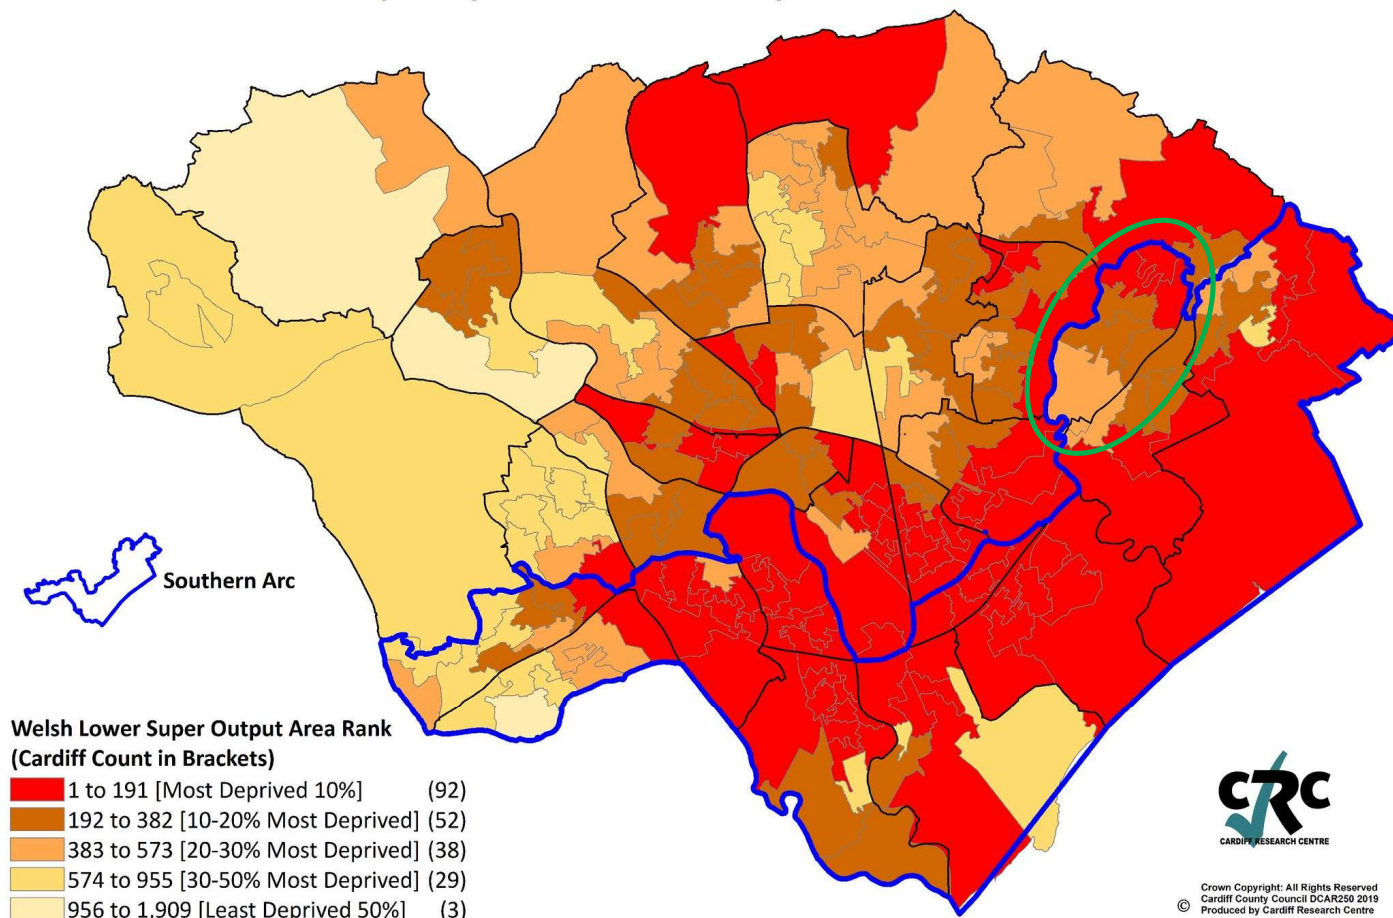 Southern Arc
Welsh Lower Super Output Area Rank
(Cardiff Count in Brackets)
1 to 191 [Most Deprived 10%] (92)
192 to 382 [10-20% Most Deprived] (52)
383 to 573 [20-30% Most Deprived] (38)
574 to 955 [30-50% Most Deprived] (29)
956 to 1,909 [Least Deprived 50%] (3)
CRC
CARDIFF RESEARCH CENTRE
Crown Copyright: All Rights Reserved
Cardiff County Council DCAR250 2019
© Produced by Cardiff Research Centre